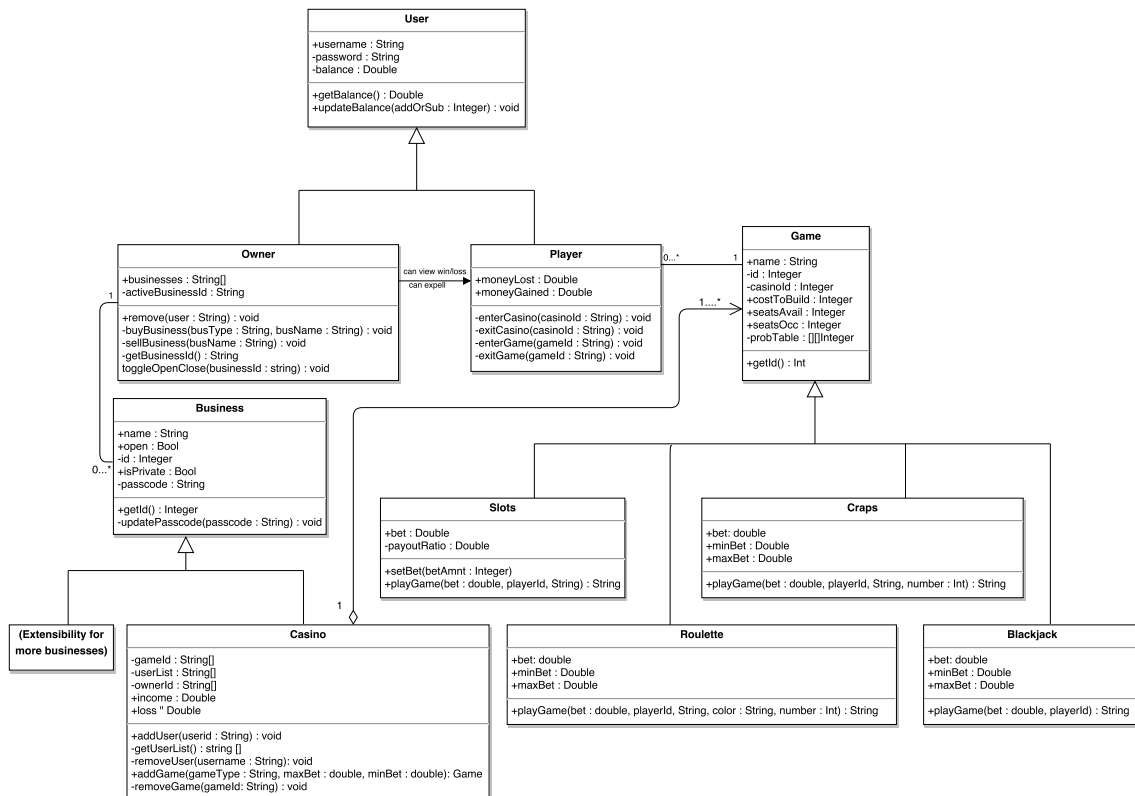 User
+username : String
-password : String
-balance : Double
+getBalance() : Double
+updateBalance(addOrSub : Integer) : void
Owner
+businesses : String[]
-activeBusinessId : String
+remove(user : String) : void
-buyBusiness(busType : String, busName : String) : void
-sellBusiness(busName : String) : void
-getBusinessId() : String
toggleOpenClose(businessId : string) : void
1
0...*
can view win/loss
can expell
Player
+moneyLost : Double
+moneyGained : Double
-enterCasino(casinoId : String) : void
-exitCasino(casinoId : String) : void
-enterGame(gameId : String) : void
-exitGame(gameId : String) : void
0...*
1
1....*
Game
+name : String
-id : Integer
-casinoId : Integer
+costToBuild : Integer
+seatsAvail : Integer
+seatsOcc : Integer
-probTable : [][]Integer
+getId() : Int
Business
+name : String
+open : Bool
-id : Integer
+isPrivate : Bool
-passcode : String
+getId() : Integer
-updatePasscode(passcode : String) : void
Slots
+bet : Double
-payoutRatio : Double
+setBet(betAmnt : Integer)
+playGame(bet : double, playerId, String) : String
Craps
+bet: double
+minBet : Double
+maxBet : Double
+playGame(bet : double, playerId, String, number : Int) : String
1
(Extensibility for
more businesses)
Casino
-gameId : String[]
-userList : String[]
-ownerId : String[]
+income : Double
+loss " Double
+addUser(userid : String) : void
-getUserList() : string []
-removeUser(username : String): void
+addGame(gameType : String, maxBet : double, minBet : double): Game
-removeGame(gameId: String) : void
Roulette
+bet: double
+minBet : Double
+maxBet : Double
+playGame(bet : double, playerId, String, color : String, number : Int) : String
Blackjack
+bet: double
+minBet : Double
+maxBet : Double
+playGame(bet : double, playerId) : String